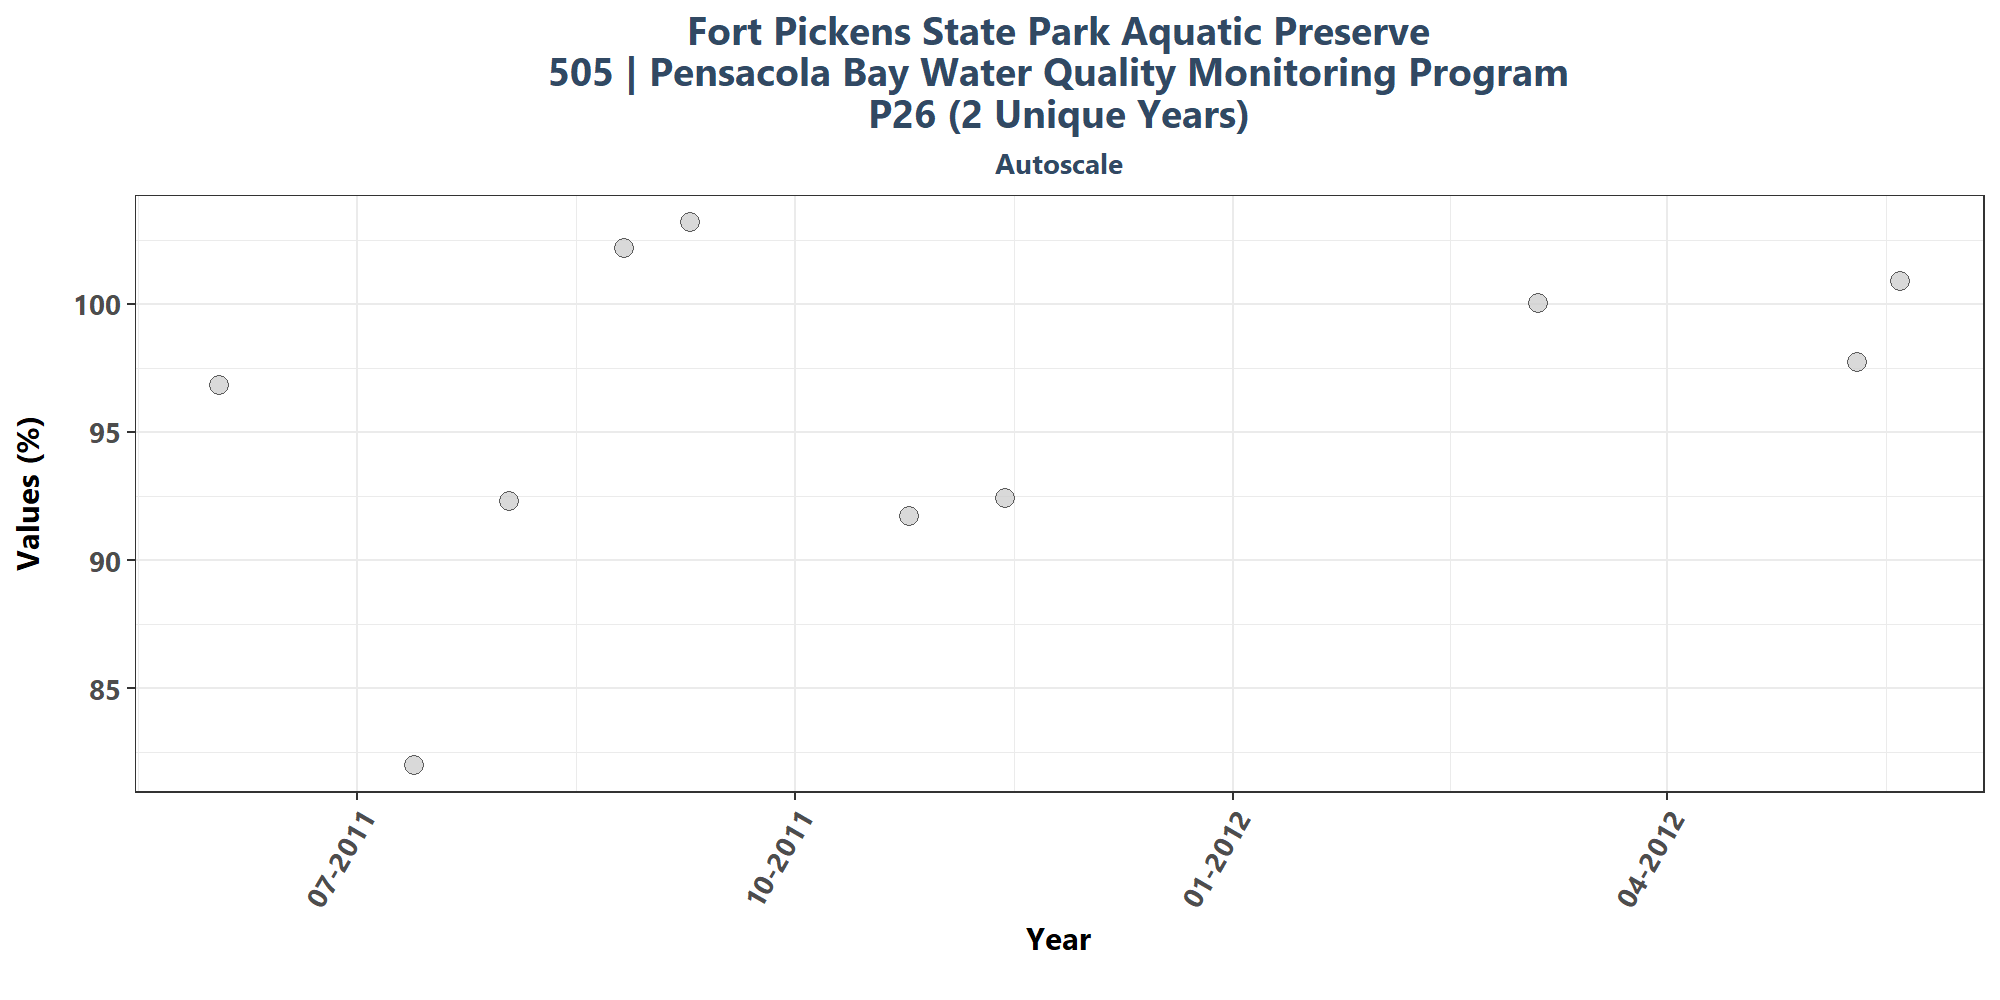 Fort Pickens State Park Aquatic Preserve
505 | Pensacola Bay Water Quality Monitoring Program
P26 (2 Unique Years)
Autoscale
Values (%)
100
95
90
85
07-2011
10-2011
01-2012
04-2012
Year